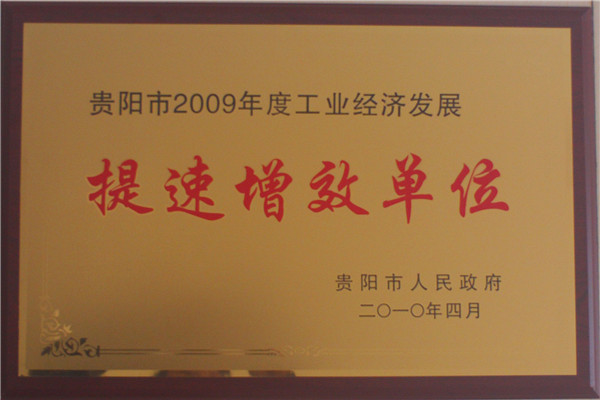 贵阳市2009年度工业经济发展
提速增效单位
贵阳市人民政府
二〇一〇年四月